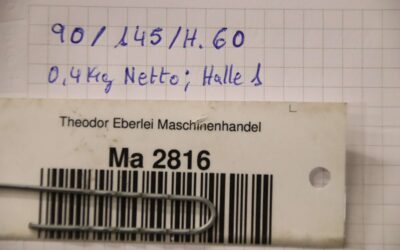 90/145/H.60
0,4 Kg Netto; Halle 1
Theodor Eberlei Maschinenhandel
Ma 2816